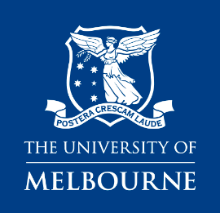 POSTERA CRESCAM LAUDE
THE UNIVERSITY OF
MELBOURNE